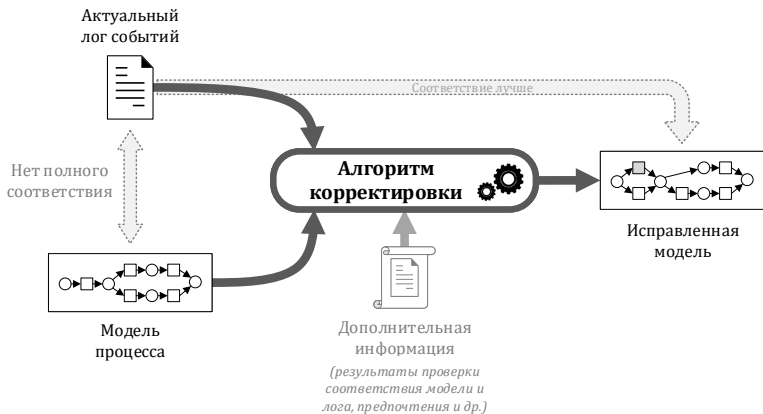 Актуальный
лог событий
Соответствие лучше
Нет полного
соответствия
Алгоритм
корректировки
Исправленная
модель
Модель
процесса
Дополнительная
информация
(результаты проверки
соответствия модели и
лога, предпочтения и др.)